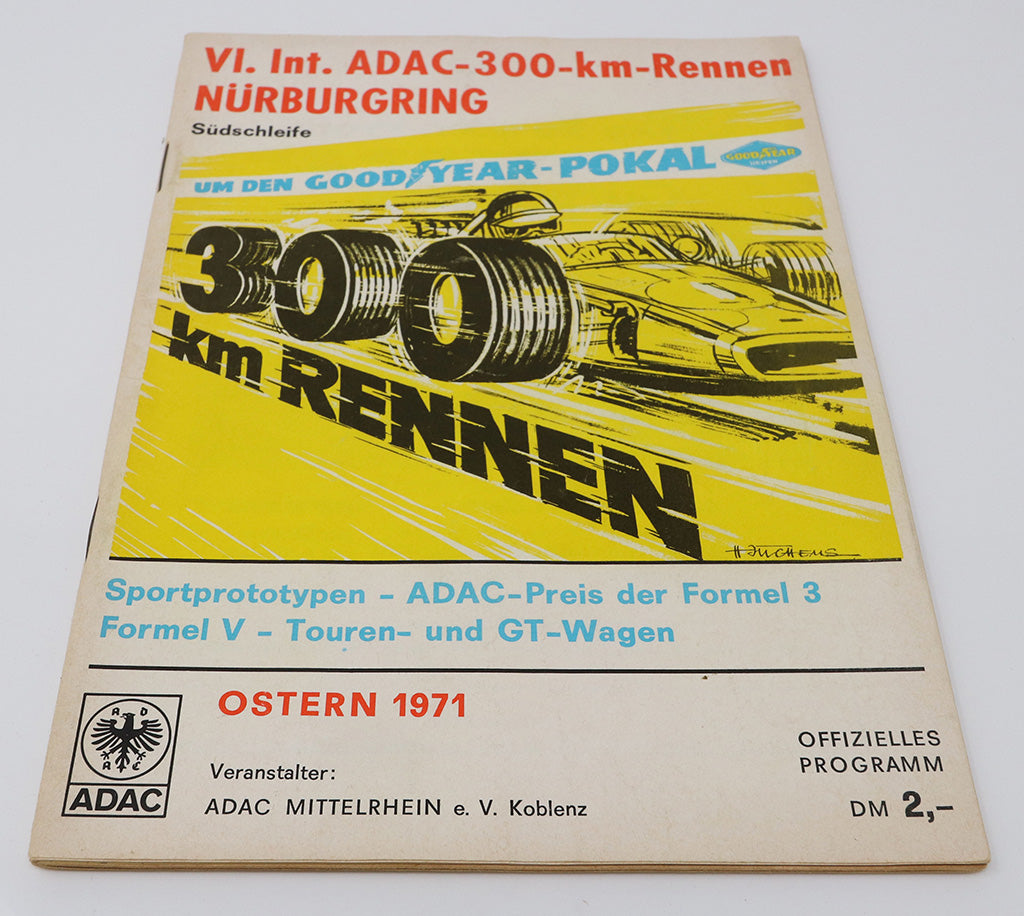 VI. Int. ADAC-300-km-Rennen
NÜRBURGRING
Südschleife
UM DEN GOODYEAR-POKAL
GOODYEAR
REIFEN
300
km RENNEN
HJUCHEMS
Sportprototypen – ADAC-Preis der Formel 3
Formel V – Touren- und GT-Wagen
OSTERN 1971
A D
A C
ADAC
Veranstalter:
ADAC MITTELRHEIN e. V. Koblenz
OFFIZIELLES
PROGRAMM
DM 2,–